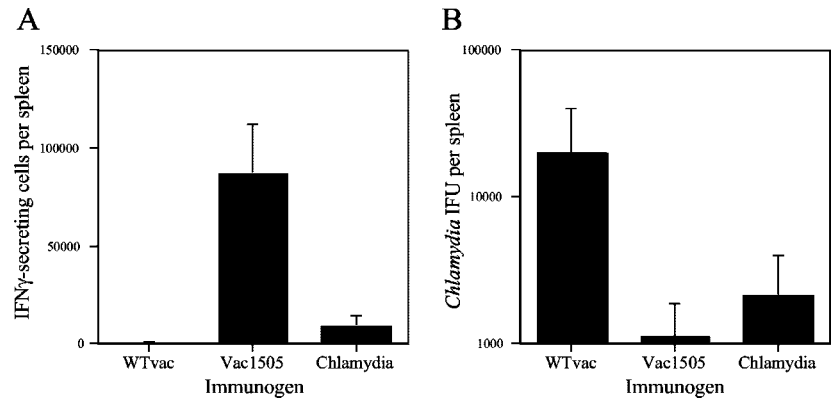 A
IFNγ-secreting cells per spleen
150000
100000
50000
0
WTvac Vac1505 Chlamydia
Immunogen
B
Chlamydia IFU per spleen
100000
10000
1000
WTvac Vac1505 Chlamydia
Immunogen